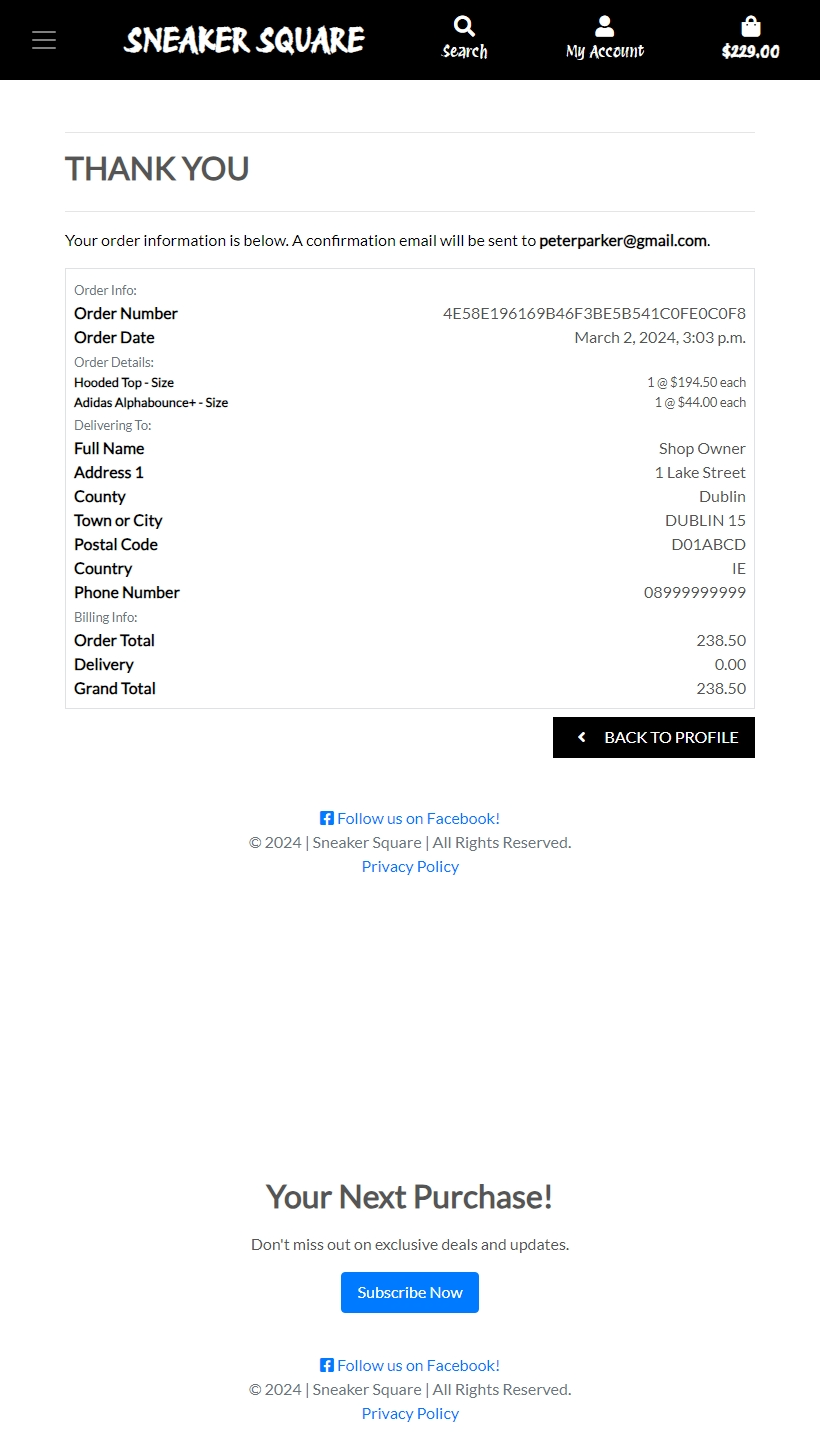 SNEAKER SQUARE
Search
My Account
$229.00
THANK YOU
Your order information is below. A confirmation email will be sent to peterparker@gmail.com.
Order Info:
Order Number 4E58E196169B46F3BE5B541C0FE0C0F8
Order Date March 2, 2024, 3:03 p.m.
Order Details:
Hooded Top - Size 1 @ $194.50 each
Adidas Alphabounce+ - Size 1 @ $44.00 each
Delivering To:
Full Name Shop Owner
Address 1 1 Lake Street
County Dublin
Town or City DUBLIN 15
Postal Code D01ABCD
Country IE
Phone Number 08999999999
Billing Info:
Order Total 238.50
Delivery 0.00
Grand Total 238.50
BACK TO PROFILE
Follow us on Facebook!
© 2024 | Sneaker Square | All Rights Reserved.
Privacy Policy
Your Next Purchase!
Don't miss out on exclusive deals and updates.
Subscribe Now
Follow us on Facebook!
© 2024 | Sneaker Square | All Rights Reserved.
Privacy Policy